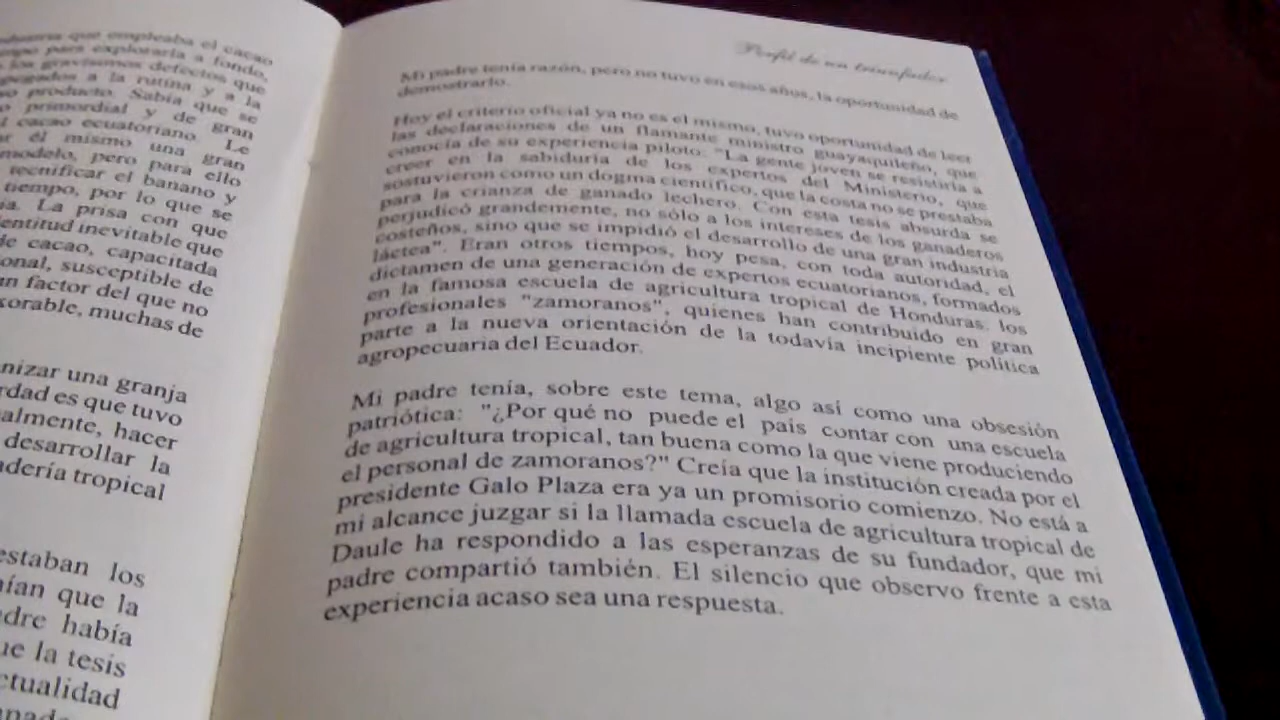 dustria que empleaba el cacao
empo para explorarla a fondo,
los gravísimos defectos que
pegados a la rutina y a la
o producto. Sabía que se
o primordial y de gran
l cacao ecuatoriano. Le
ar él mismo una gran
modelo, pero para ello
tecnificar el banano y
tiempo, por lo que se
ia. La prisa con que
entitud inevitable que
de cacao, capacitada
onal, susceptible de
un factor del que no
xorable, muchas de
nizar una granja
rdad es que tuvo
almente, hacer
desarrollar la
adería tropical
estaban los
nían que la
adre había
ue la tesis
ctualidad
Perfil de un triunfador
Mi padre tenía razón, pero no tuvo en esos años, la oportunidad de
demostrarlo.
Hoy el criterio oficial ya no es el mismo, tuvo oportunidad de leer
las declaraciones de un flamante ministro guayaquileño, que
conocía de su experiencia piloto: "La gente joven se resistiría a
creer en la sabiduría de los expertos del Ministerio, que
sostuvieron como un dogma científico, que la costa no se prestaba
para la crianza de ganado lechero. Con esta tesis absurda se
perjudicó grandemente, no sólo a los intereses de los ganaderos
costeños, sino que se impidió el desarrollo de una gran industria
láctea". Eran otros tiempos, hoy pesa, con toda autoridad, el
dictamen de una generación de expertos ecuatorianos, formados
en la famosa escuela de agricultura tropical de Honduras. los
profesionales "zamoranos", quienes han contribuido en gran
parte a la nueva orientación de la todavía incipiente política
agropecuaria del Ecuador.
Mi padre tenía, sobre este tema, algo así como una obsesión
patriótica: "¿Por qué no puede el país contar con una escuela
de agricultura tropical, tan buena como la que viene produciendo
el personal de zamoranos?" Creía que la institución creada por el
presidente Galo Plaza era ya un promisorio comienzo. No está a
mi alcance juzgar si la llamada escuela de agricultura tropical de
Daule ha respondido a las esperanzas de su fundador, que mi
padre compartió también. El silencio que observo frente a esta
experiencia acaso sea una respuesta.